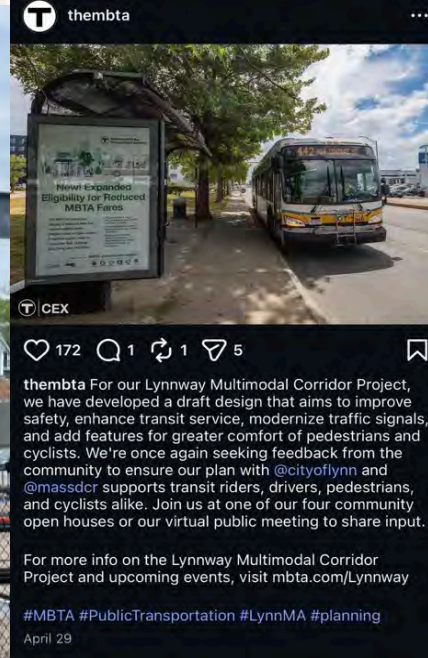 thembta
New! Expanded
Eligibility for Reduced
MBTA Fares
442
T CEX
172 1 1 5
thembta For our Lynnway Multimodal Corridor Project,
we have developed a draft design that aims to improve
safety, enhance transit service, modernize traffic signals,
and add features for greater comfort of pedestrians and
cyclists. We're once again seeking feedback from the
community to ensure our plan with @cityoflynn and
@massdcr supports transit riders, drivers, pedestrians,
and cyclists alike. Join us at one of our four community
open houses or our virtual public meeting to share input.
For more info on the Lynnway Multimodal Corridor
Project and upcoming events, visit mbta.com/Lynnway
#MBTA #PublicTransportation #LynnMA #planning
April 29